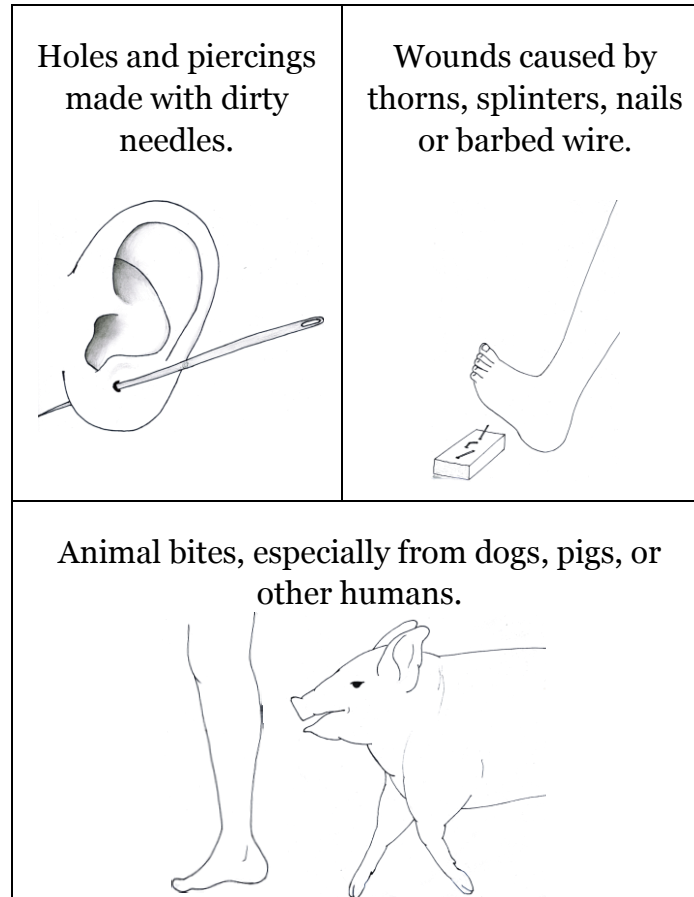 Holes and piercings
made with dirty
needles.
Wounds caused by
thorns, splinters, nails
or barbed wire.
Animal bites, especially from dogs, pigs, or
other humans.